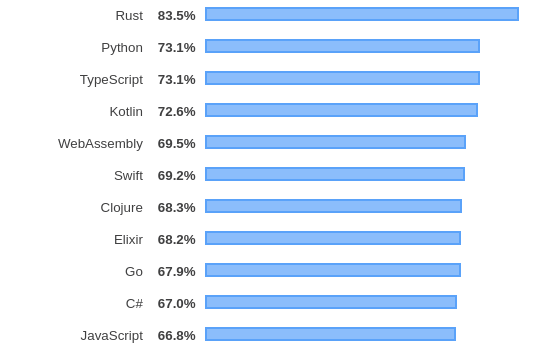 Rust 83.5%
Python 73.1%
TypeScript 73.1%
Kotlin 72.6%
WebAssembly 69.5%
Swift 69.2%
Clojure 68.3%
Elixir 68.2%
Go 67.9%
C# 67.0%
JavaScript 66.8%